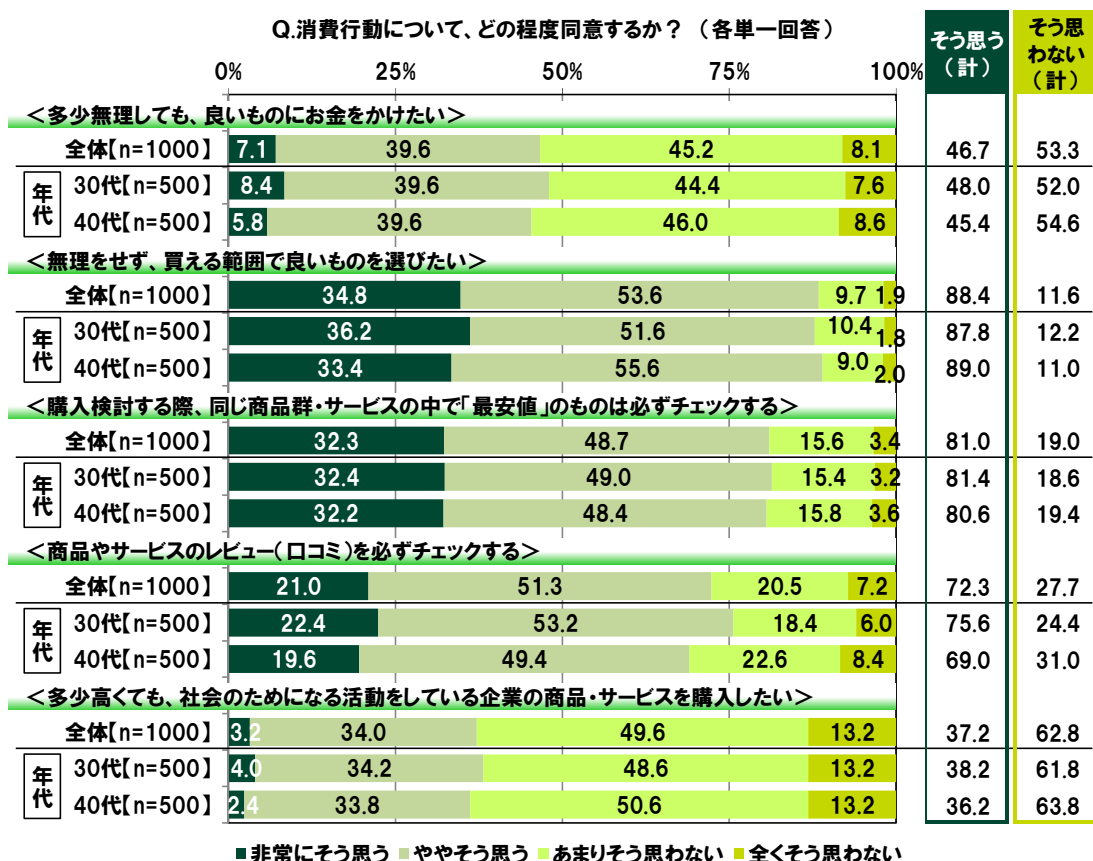 Q.消費行動について、どの程度同意するか？ （各単一回答）
そう思う（計）
そう思わない（計）
0% 25% 50% 75% 100%
＜多少無理しても、良いものにお金をかけたい＞
全体【n=1000】 7.1 39.6 45.2 8.1 46.7 53.3
年代
30代【n=500】 8.4 39.6 44.4 7.6 48.0 52.0
40代【n=500】 5.8 39.6 46.0 8.6 45.4 54.6
＜無理をせず、買える範囲で良いものを選びたい＞
全体【n=1000】 34.8 53.6 9.7 1.9 88.4 11.6
年代
30代【n=500】 36.2 51.6 10.4 1.8 87.8 12.2
40代【n=500】 33.4 55.6 9.0 2.0 89.0 11.0
＜購入検討する際、同じ商品群・サービスの中で「最安値」のものは必ずチェックする＞
全体【n=1000】 32.3 48.7 15.6 3.4 81.0 19.0
年代
30代【n=500】 32.4 49.0 15.4 3.2 81.4 18.6
40代【n=500】 32.2 48.4 15.8 3.6 80.6 19.4
＜商品やサービスのレビュー（口コミ）を必ずチェックする＞
全体【n=1000】 21.0 51.3 20.5 7.2 72.3 27.7
年代
30代【n=500】 22.4 53.2 18.4 6.0 75.6 24.4
40代【n=500】 19.6 49.4 22.6 8.4 69.0 31.0
＜多少高くても、社会のためになる活動をしている企業の商品・サービスを購入したい＞
全体【n=1000】 3.2 34.0 49.6 13.2 37.2 62.8
年代
30代【n=500】 4.0 34.2 48.6 13.2 38.2 61.8
40代【n=500】 2.4 33.8 50.6 13.2 36.2 63.8
非常にそう思う ややそう思う あまりそう思わない 全くそう思わない